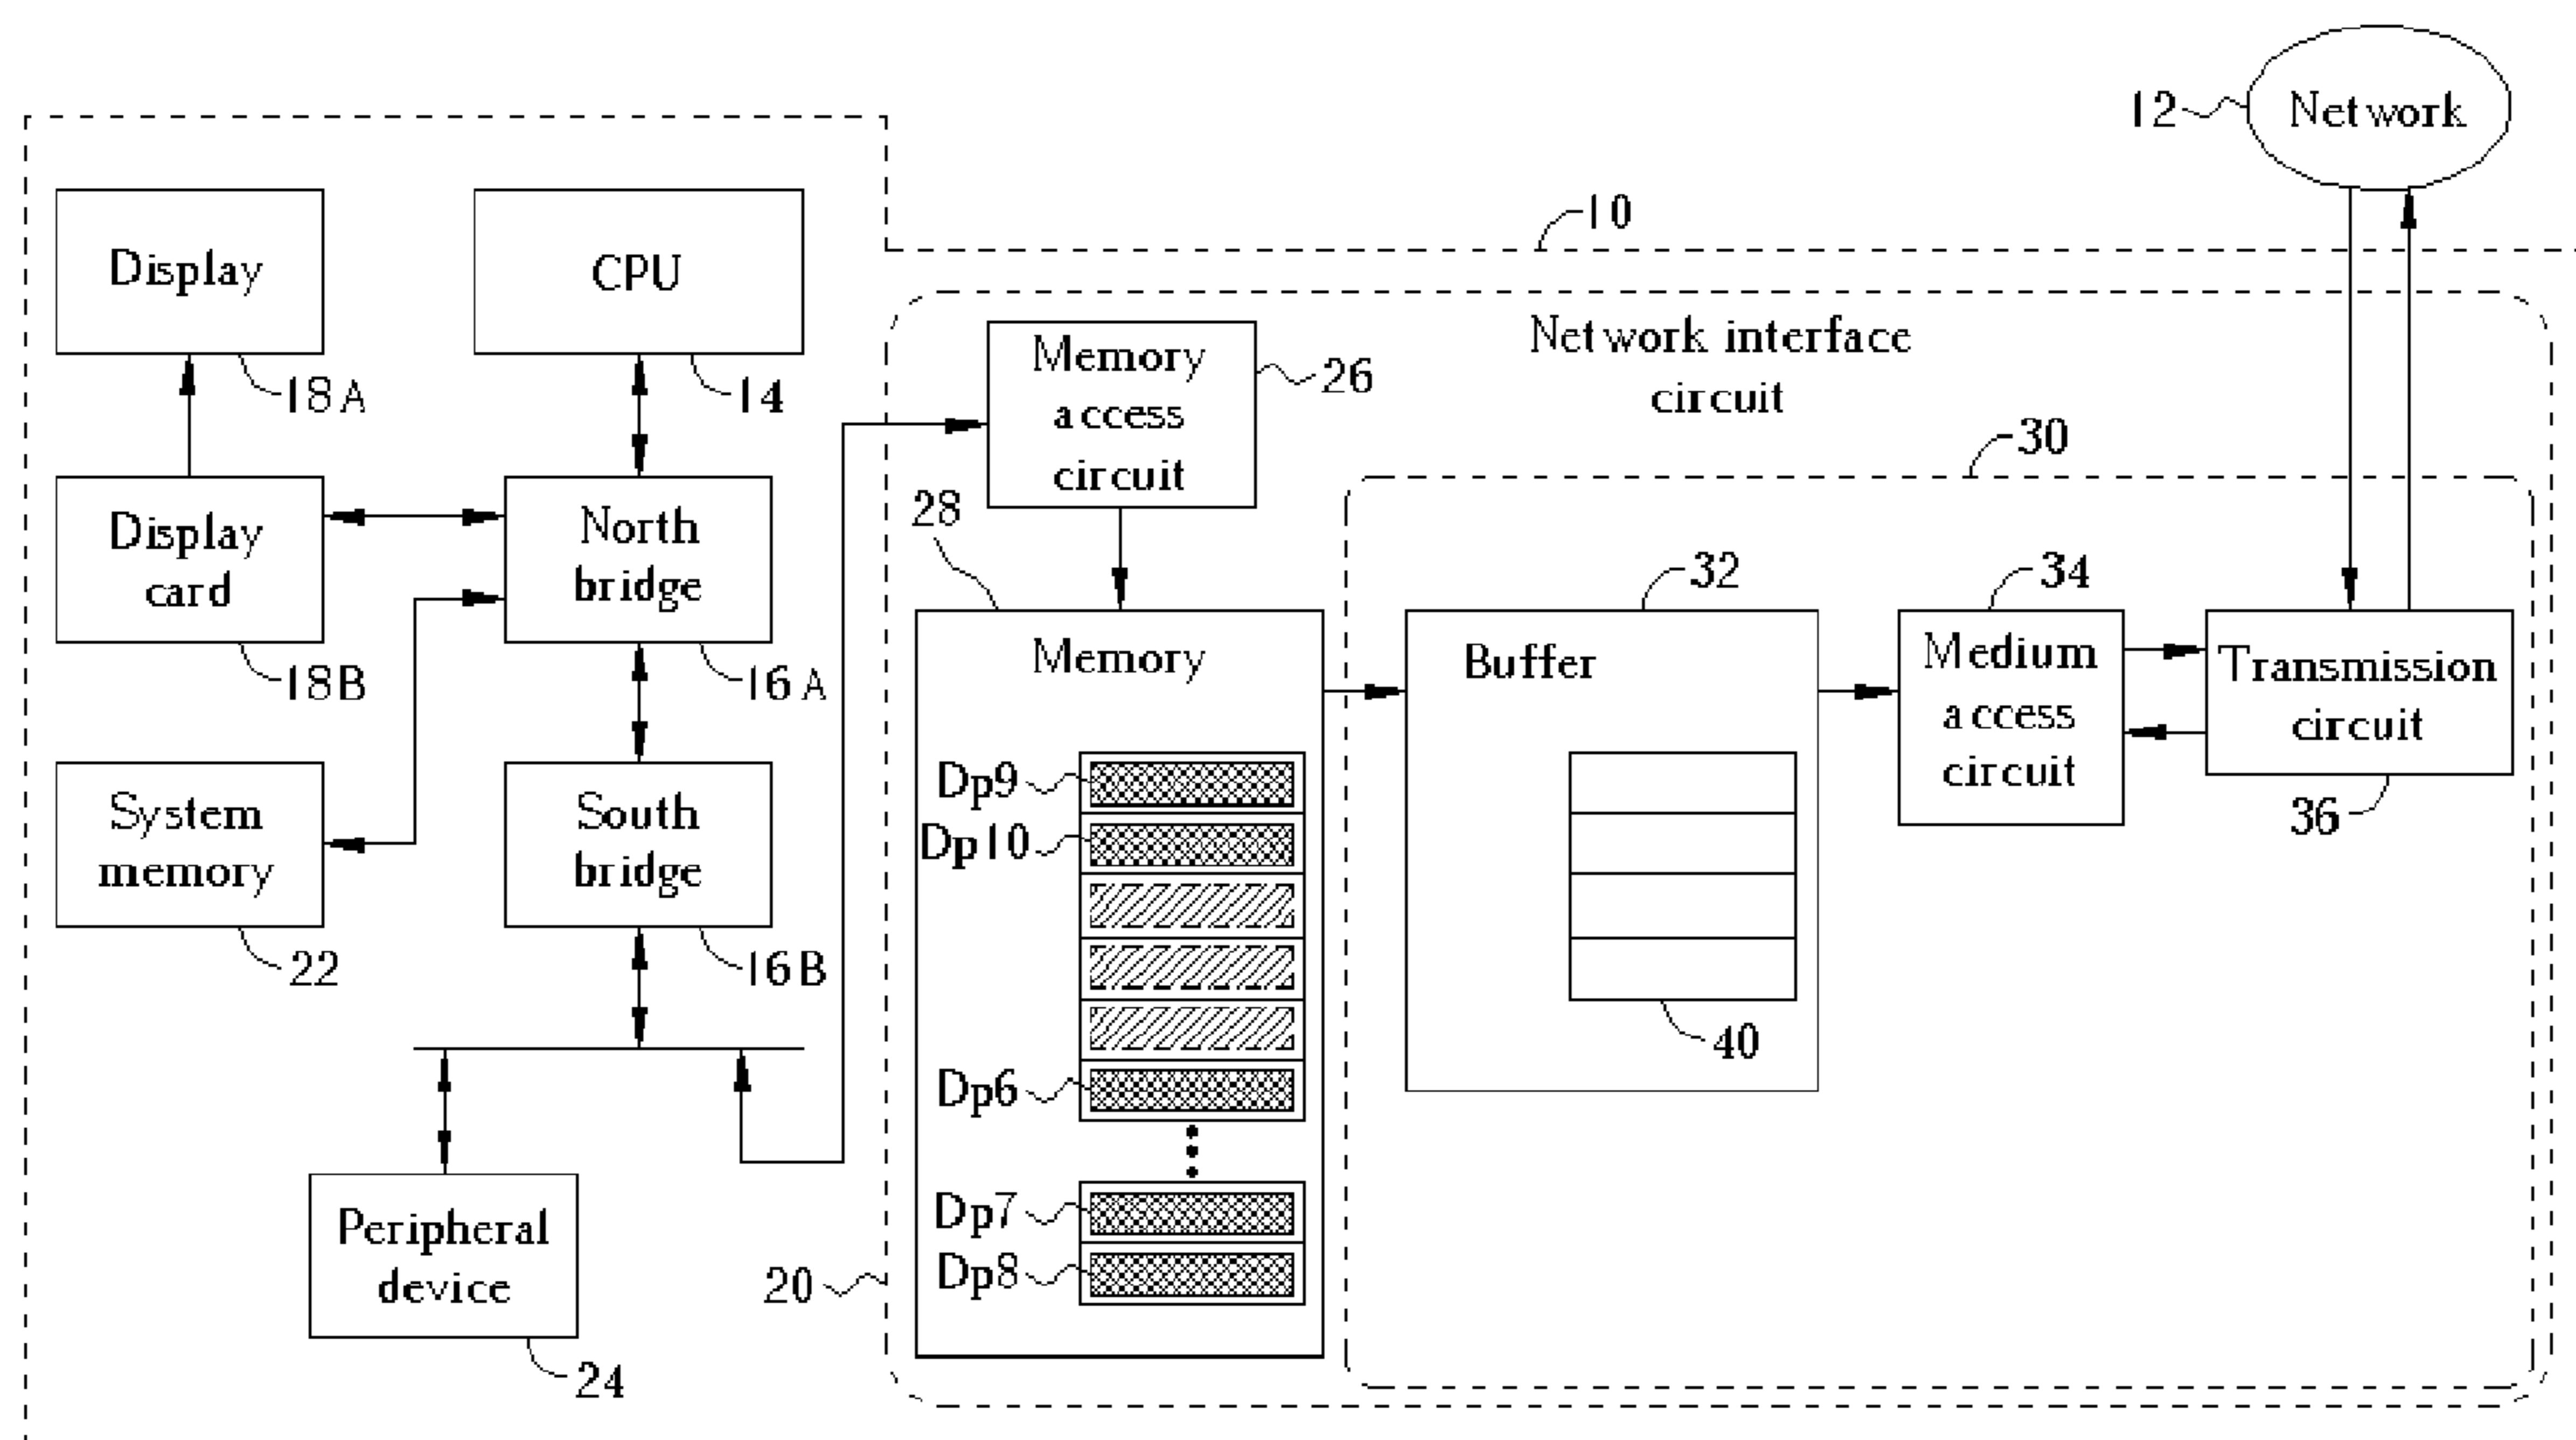 12
Network
10
Display
18A
CPU
14
Network interface
circuit
Memory
access
circuit
26
30
Display
card
18B
North
bridge
16A
28
Memory
32
Buffer
34
Medium
access
circuit
Transmission
circuit
36
System
memory
22
South
bridge
16B
Dp9
Dp10
Dp6
Dp7
Dp8
40
20
Peripheral
device
24